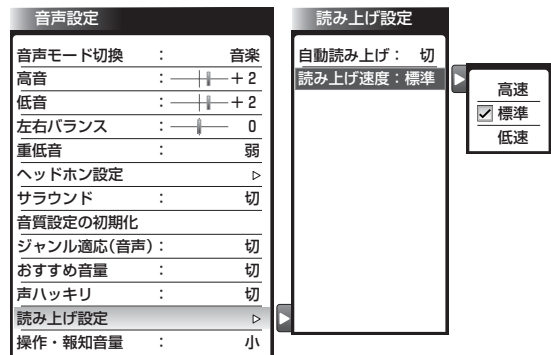 音声設定
音声モード切換 : 音楽
高音 : +2
低音 : +2
左右バランス : 0
重低音 : 弱
ヘッドホン設定 ▷
サラウンド : 切
音質設定の初期化
ジャンル適応(音声) : 切
おすすめ音量 : 切
声ハッキリ : 切
読み上げ設定 ▷
操作・報知音量 : 小
読み上げ設定
自動読み上げ : 切
読み上げ速度 : 標準
高速
標準
低速